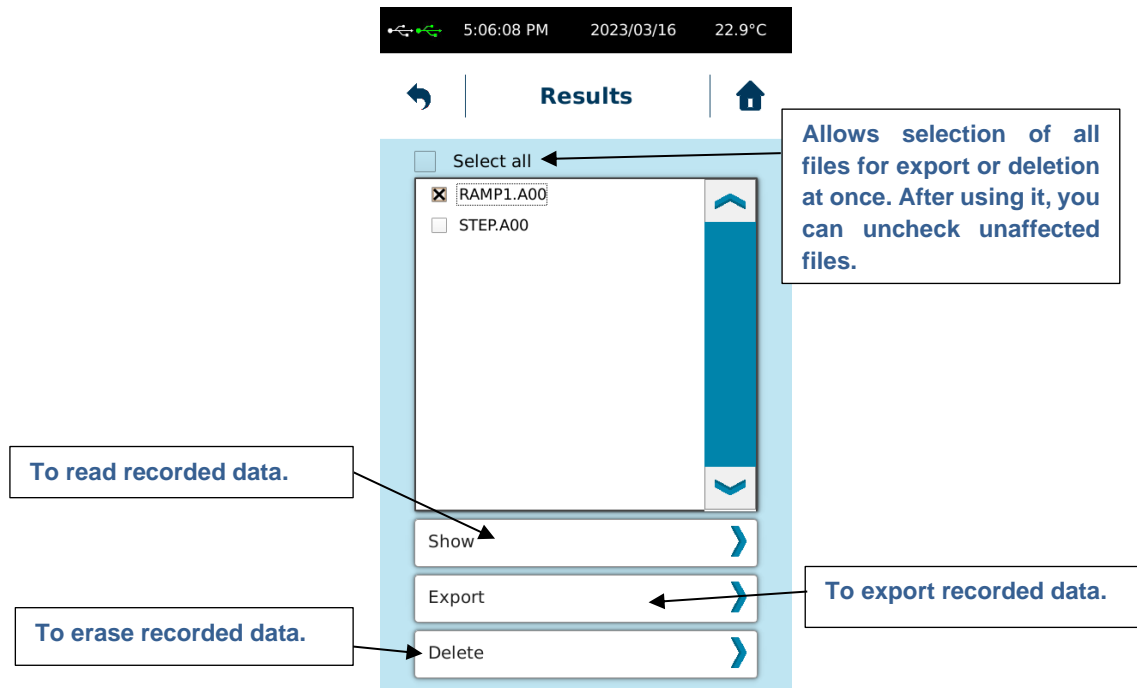 5:06:08 PM 2023/03/16 22.9°C
Results
Select all
RAMP1.A00
STEP.A00
Allows selection of all
files for export or deletion
at once. After using it, you
can uncheck unaffected
files.
To read recorded data.
Show
Export
To export recorded data.
To erase recorded data.
Delete